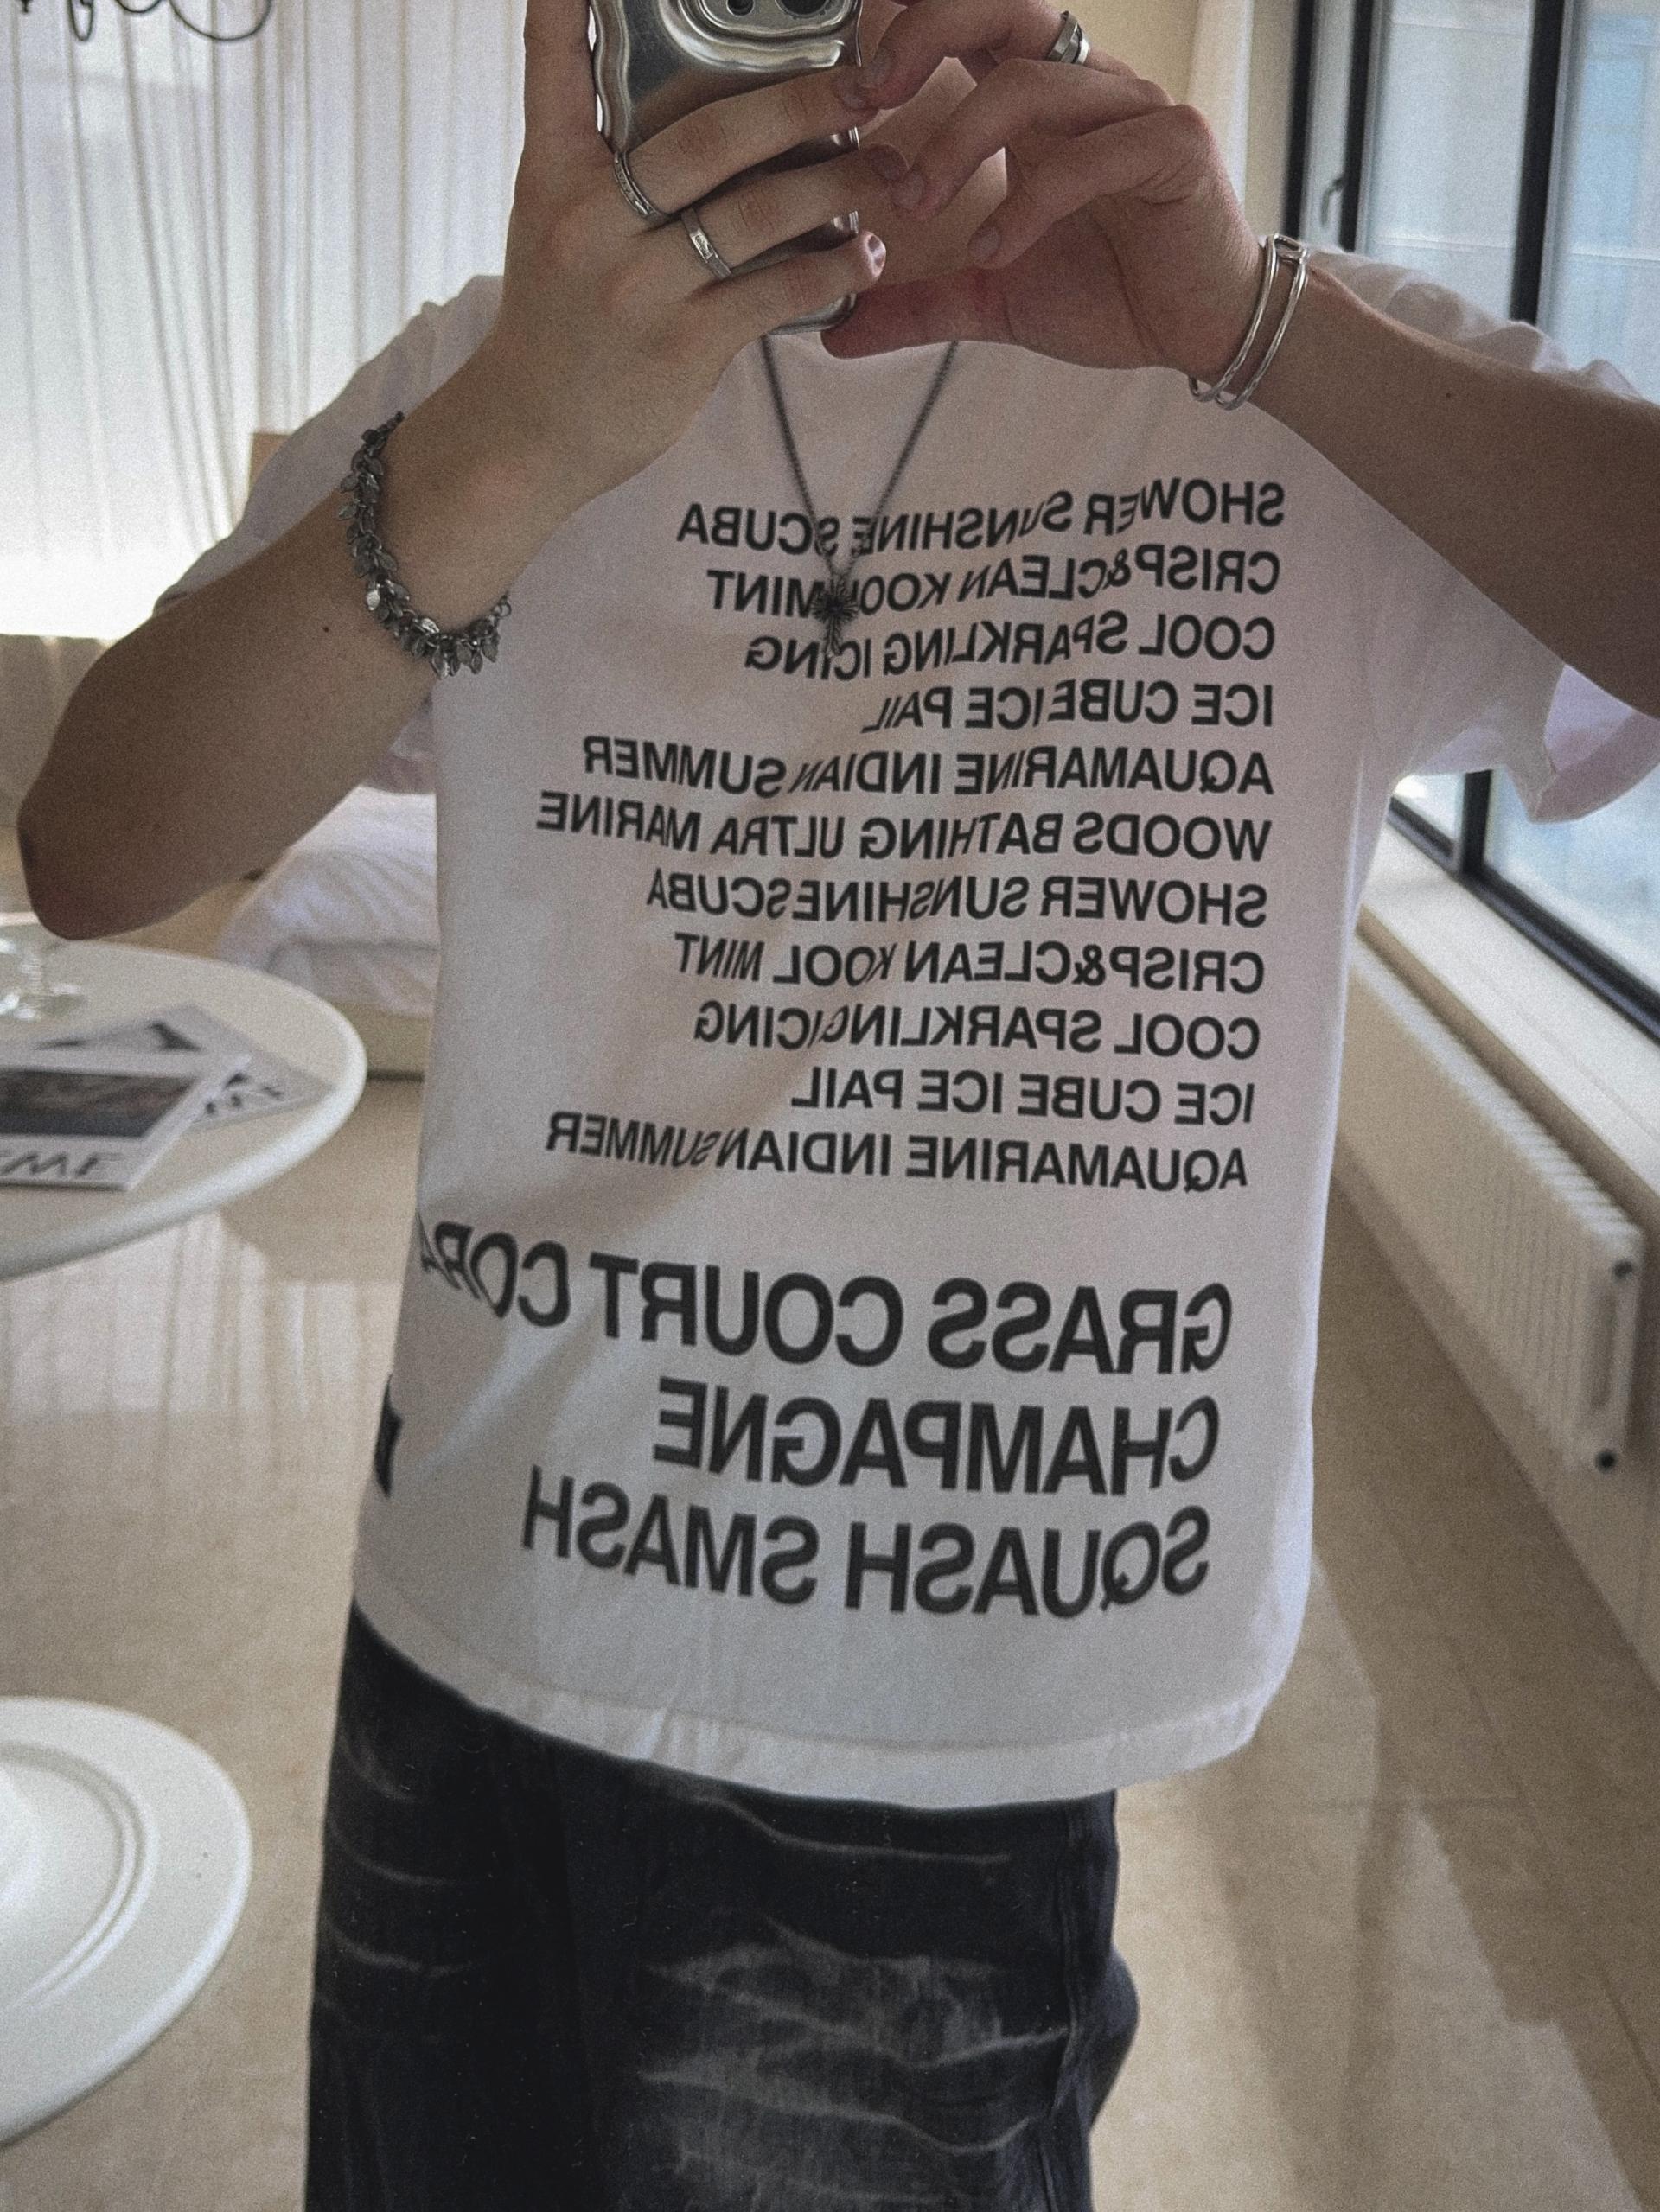 SHOWER SUNSHINE SCUBA
CRISP&CLEAN KOOL MINT
COOL SPARKLING ICING
ICE CUBE ICE PAIL
AQUAMARINE INDIAN SUMMER
WOODS BATHING ULTRA MARINE
SHOWER SUNSHINE SCUBA
CRISP&CLEAN KOOL MINT
COOL SPARKLING ICING
ICE CUBE ICE PAIL
AQUAMARINE INDIAN SUMMER
GRASS COURT
CHAMPAGNE
SQUASH SMASH